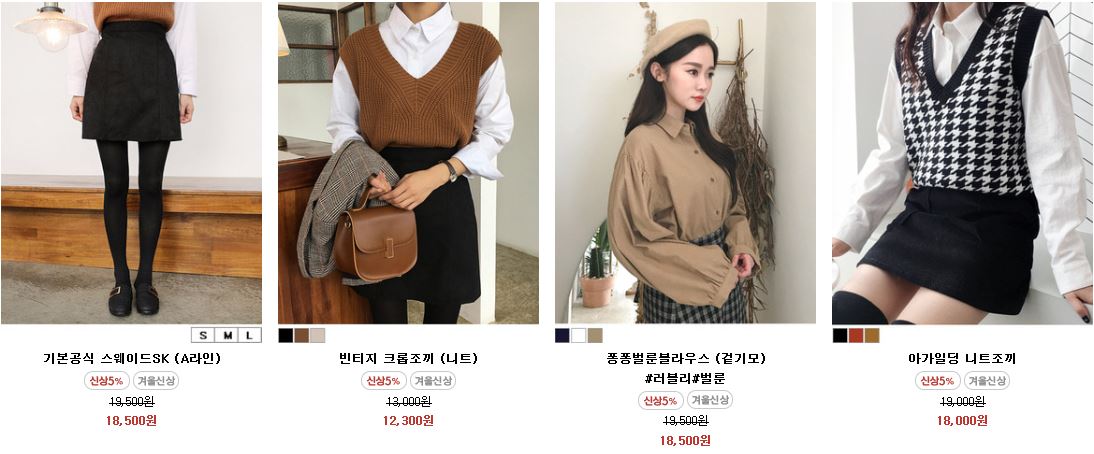 S M L
기본공식 스웨이드SK (A라인)
신상5% 겨울신상
19,500원
18,500원
빈티지 크롭조끼 (니트)
신상5% 겨울신상
13,000원
12,300원
퐁퐁벌룬블라우스 (겉기모)
#러블리#벌룬
신상5% 겨울신상
19,500원
18,500원
아가일딩 니트조끼
신상5% 겨울신상
19,000원
18,000원